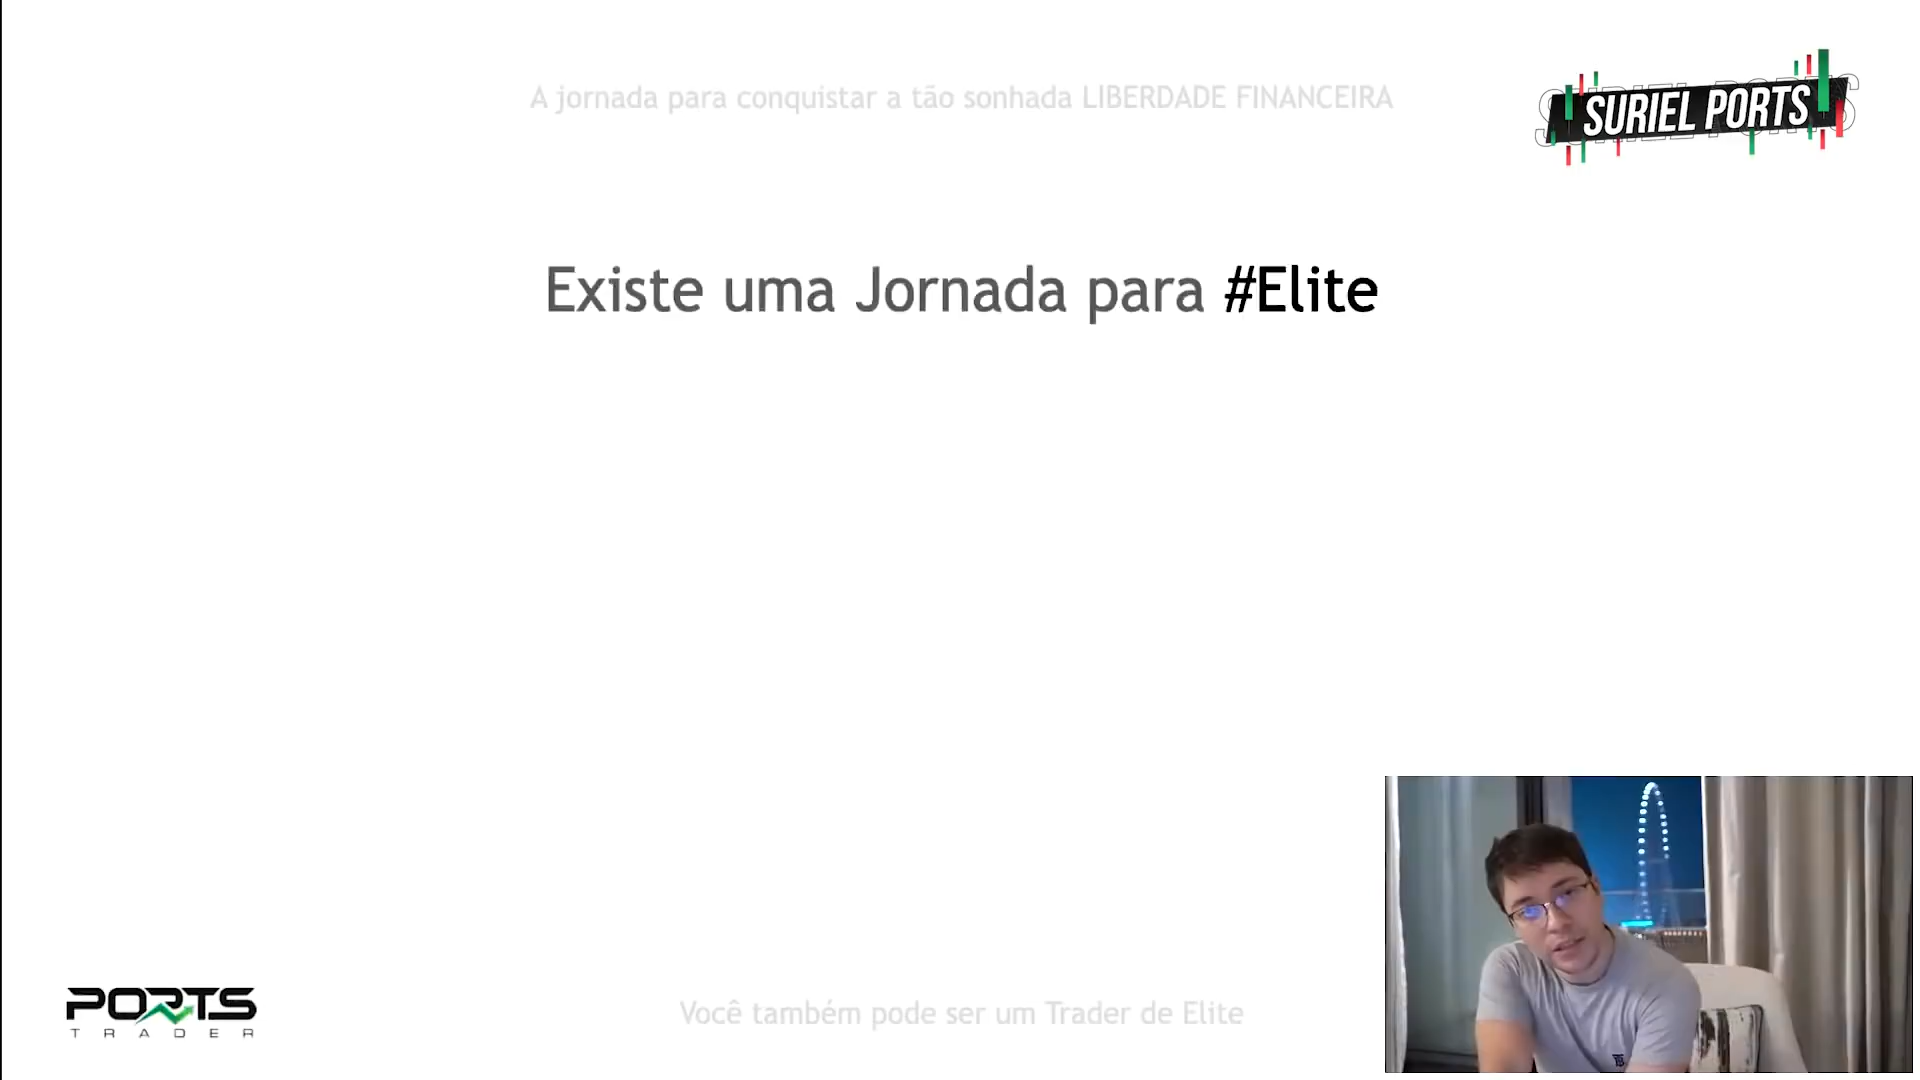 A jornada para conquistar a tão sonhada LIBERDADE FINANCEIRA
SURIEL PORTS
Existe uma Jornada para #Elite
PORTS
TRADER
Você também pode ser um Trader de Elite